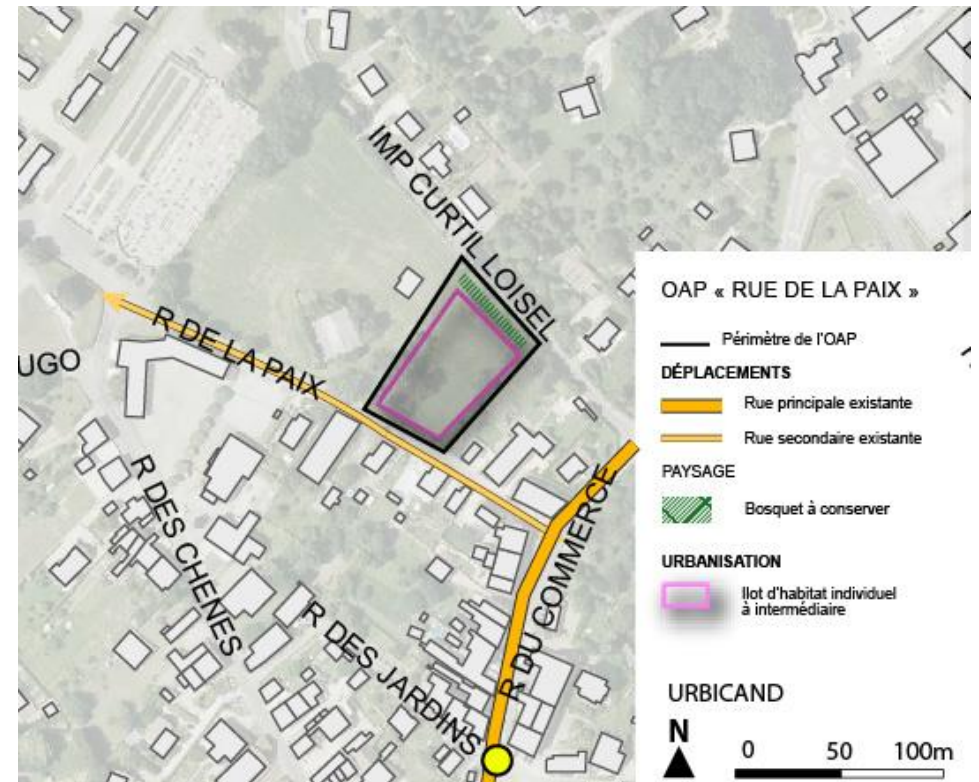 IMP CURTIL LOISEL
R DE LA PAIX
UGO
R DES CHENES
R DES JARDINS
R DU COMMERCE
OAP « RUE DE LA PAIX »
Périmètre de l'OAP
DÉPLACEMENTS
Rue principale existante
Rue secondaire existante
PAYSAGE
Bosquet à conserver
URBANISATION
Ilot d'habitat individuel
à intermédiaire
URBICAND
N
0 50 100m